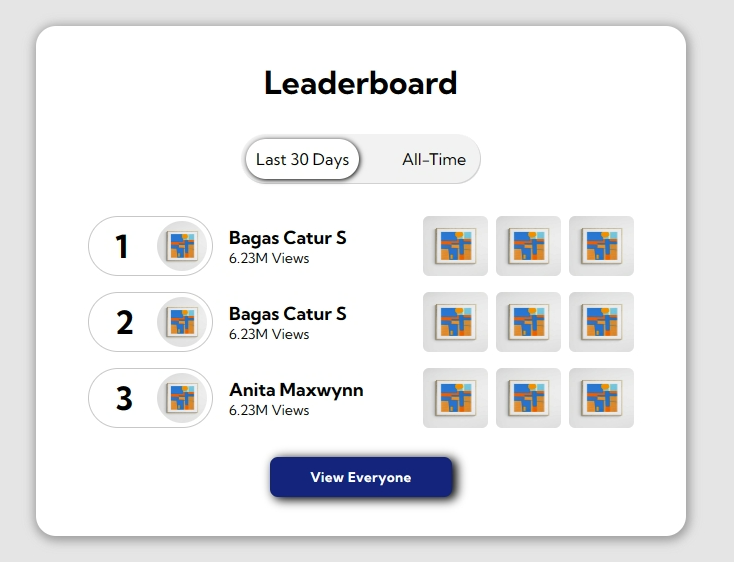 Leaderboard
Last 30 Days
All-Time
1
Bagas Catur S
6.23M Views
2
Bagas Catur S
6.23M Views
3
Anita Maxwynn
6.23M Views
View Everyone